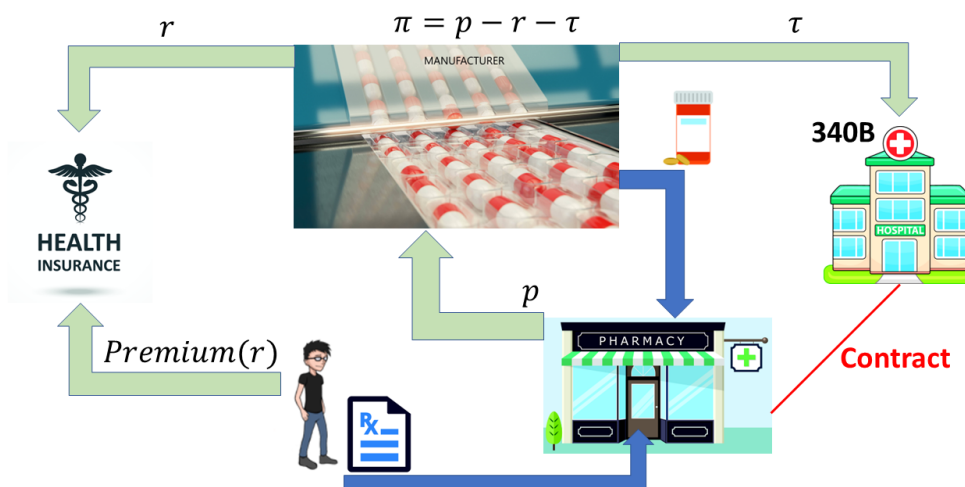 r
π = p − r − τ
τ
MANUFACTURER
340B
HEALTH
INSURANCE
HOSPITAL
p
PHARMACY
Premium(r)
Contract
Rx